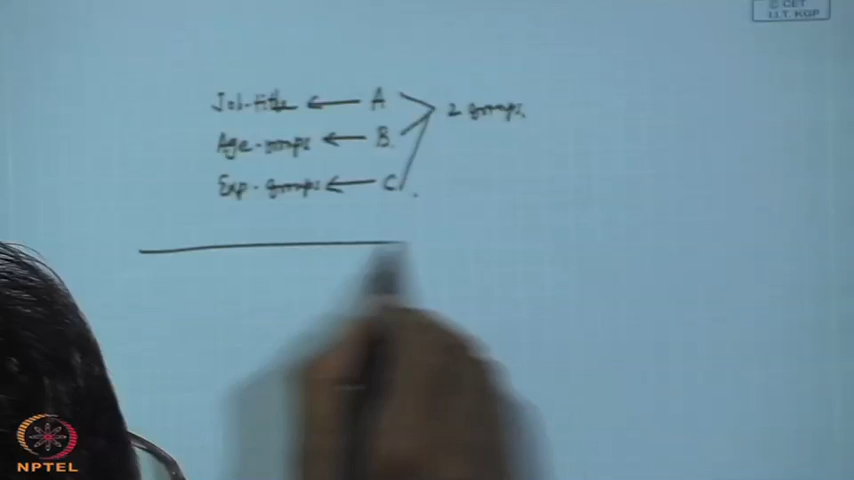 © CET
I.I.T. KGP
Job-title ← A
2 groups.
Age-groups ← B
Exp-groups ← C
NPTEL